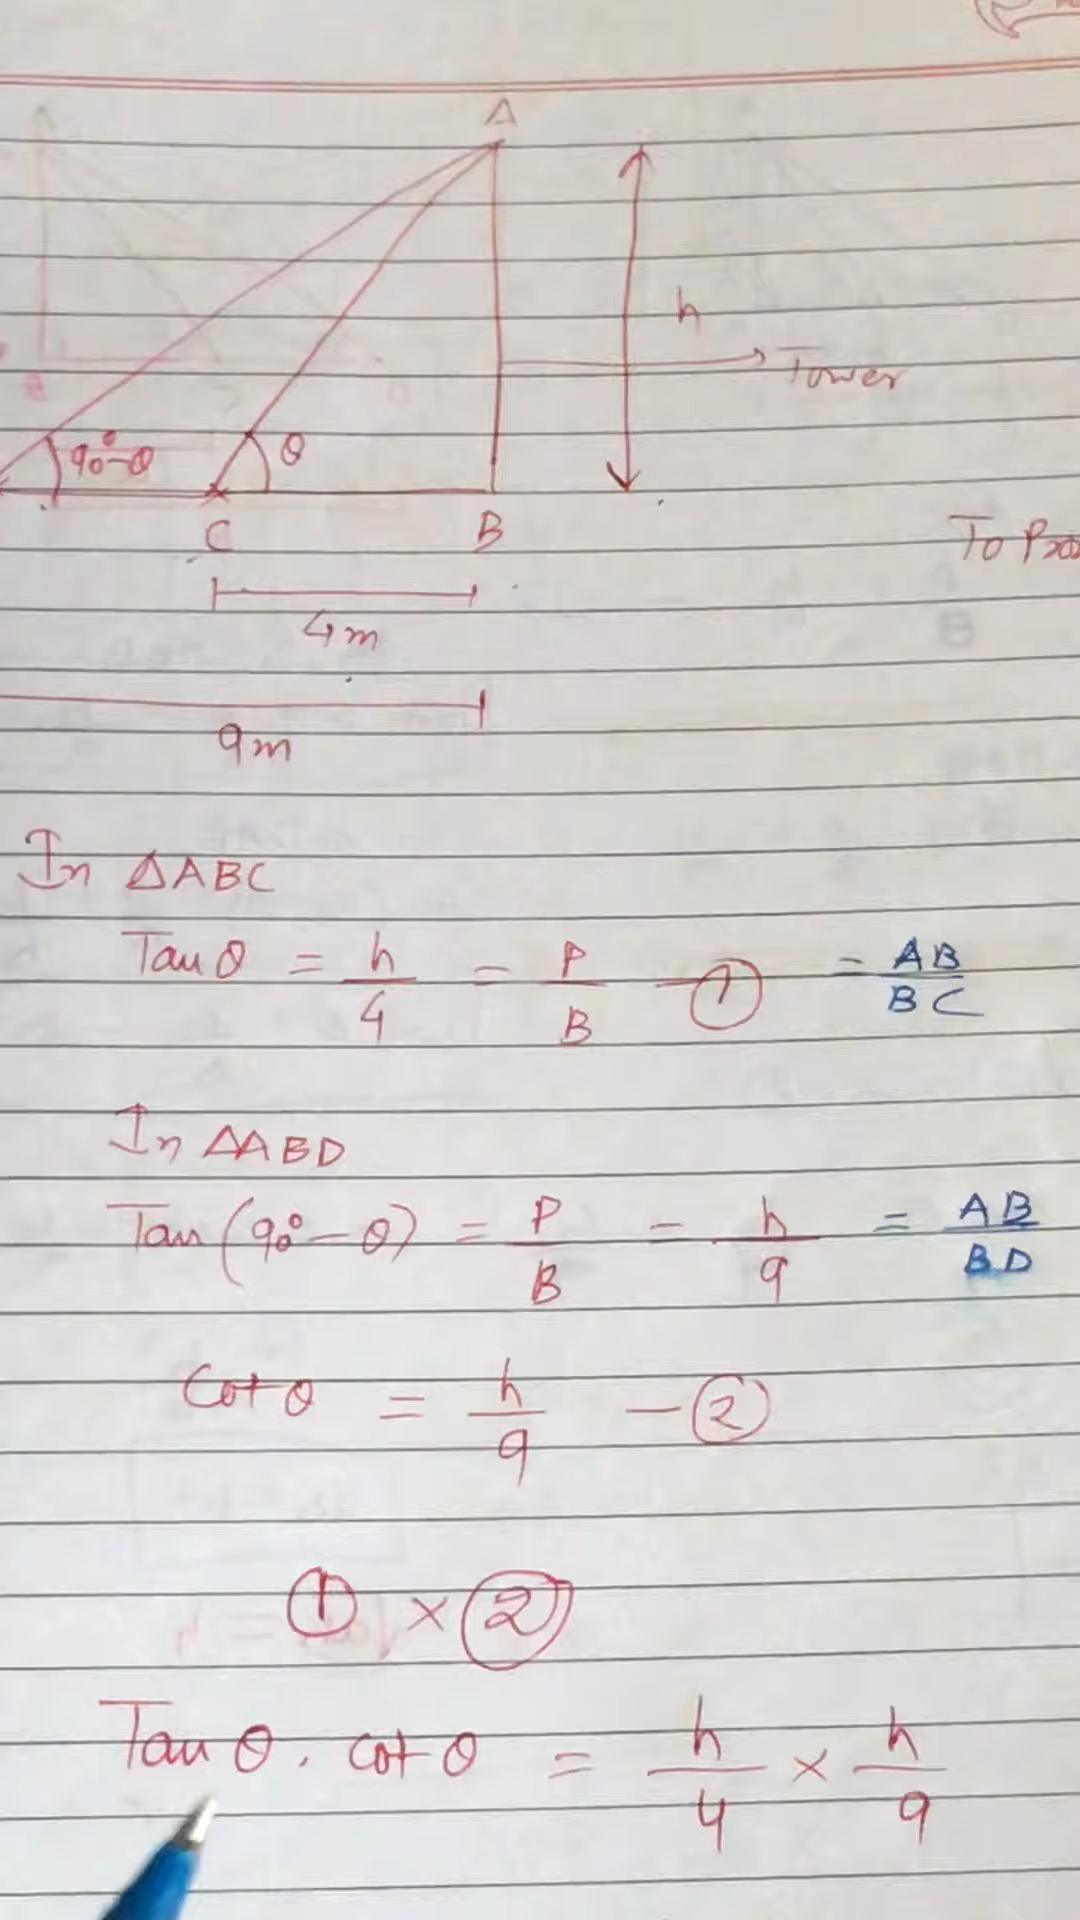 A
h
Tower
90°-θ
θ
C
B
To
4m
9m
In ΔABC
Tan θ = h/4 = P/B — ① = AB/BC
In ΔABD
Tan (90° - θ) = P/B = h/9 = AB/BD
Cot θ = h/9 — ②
① × ②
Tan θ . cot θ = h/4 × h/9